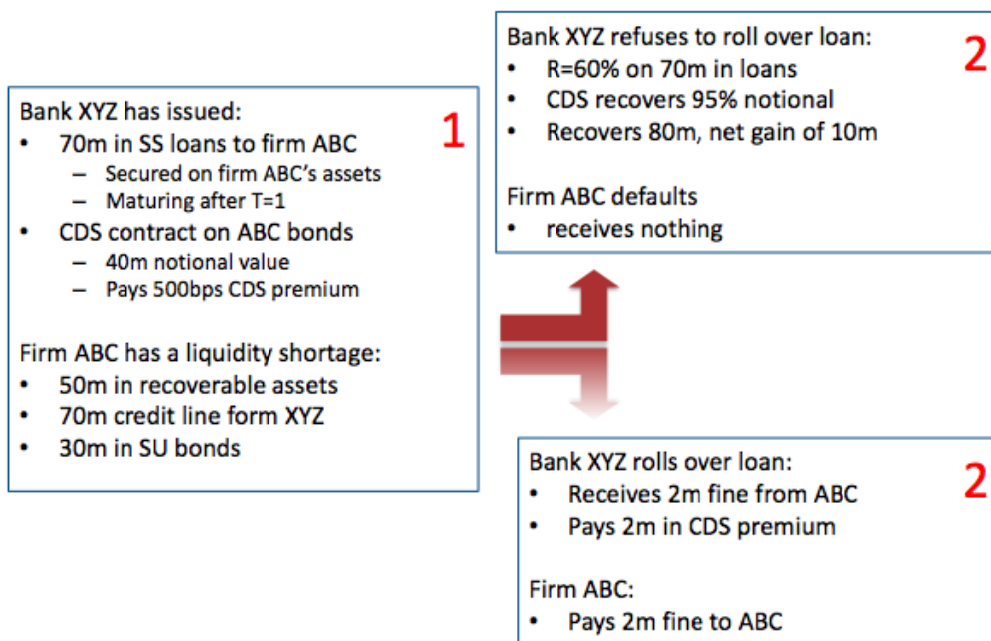 Bank XYZ has issued:
• 70m in SS loans to firm ABC
– Secured on firm ABC's assets
– Maturing after T=1
• CDS contract on ABC bonds
– 40m notional value
– Pays 500bps CDS premium
Firm ABC has a liquidity shortage:
• 50m in recoverable assets
• 70m credit line form XYZ
• 30m in SU bonds
1
Bank XYZ refuses to roll over loan:
• R=60% on 70m in loans
• CDS recovers 95% notional
• Recovers 80m, net gain of 10m
Firm ABC defaults
• receives nothing
2
Bank XYZ rolls over loan:
• Receives 2m fine from ABC
• Pays 2m in CDS premium
Firm ABC:
• Pays 2m fine to ABC
2